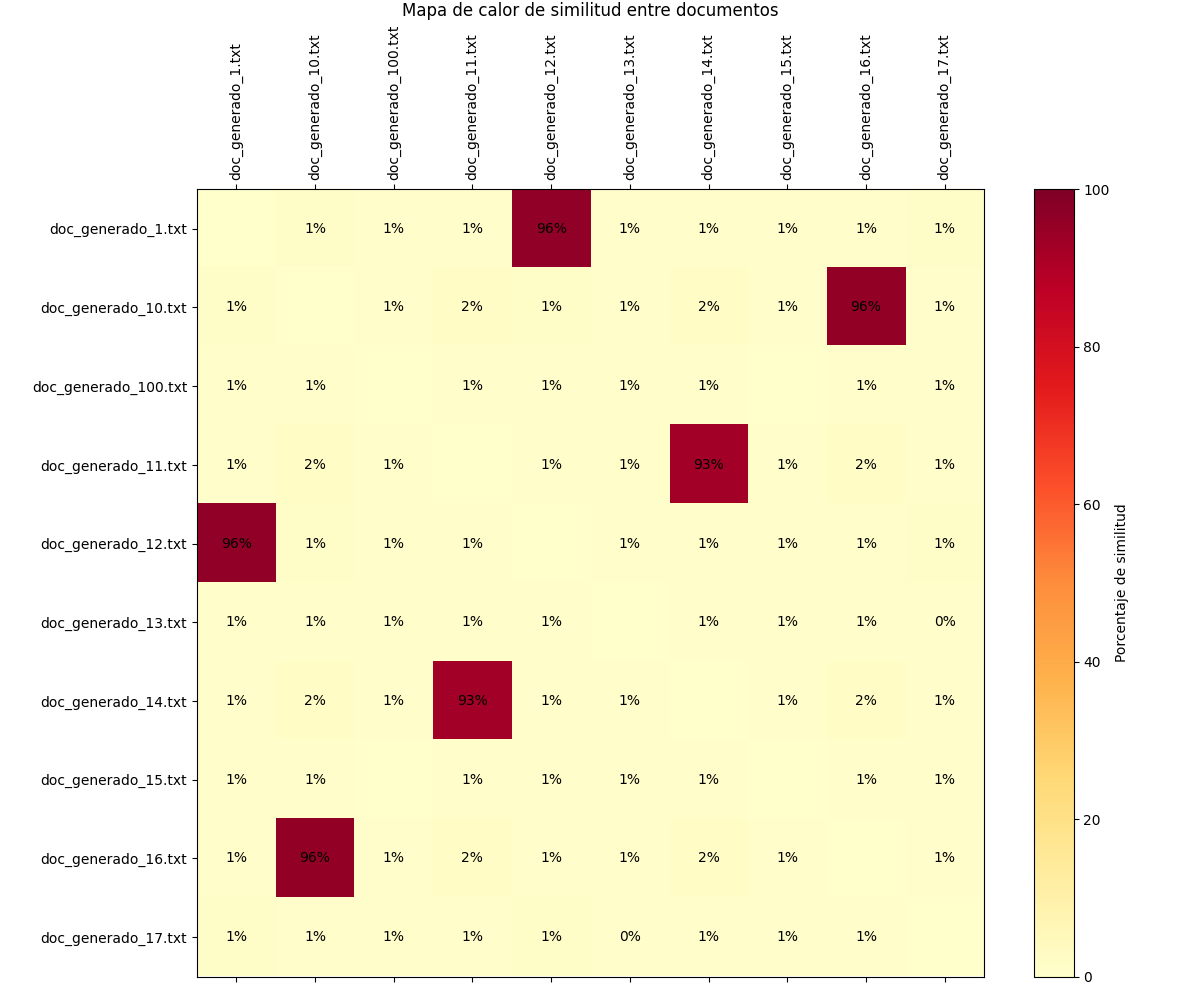 Mapa de calor de similitud entre documentos
doc_generado_1.txt doc_generado_10.txt doc_generado_100.txt doc_generado_11.txt doc_generado_12.txt doc_generado_13.txt doc_generado_14.txt doc_generado_15.txt doc_generado_16.txt doc_generado_17.txt
doc_generado_1.txt 1% 1% 1% 96% 1% 1% 1% 1% 1%
doc_generado_10.txt 1% 1% 2% 1% 1% 2% 1% 96% 1%
doc_generado_100.txt 1% 1% 1% 1% 1% 1% 1% 1%
doc_generado_11.txt 1% 2% 1% 1% 1% 93% 1% 2% 1%
doc_generado_12.txt 96% 1% 1% 1% 1% 1% 1% 1% 1%
doc_generado_13.txt 1% 1% 1% 1% 1% 1% 1% 1% 0%
doc_generado_14.txt 1% 2% 1% 93% 1% 1% 1% 2% 1%
doc_generado_15.txt 1% 1% 1% 1% 1% 1% 1% 1%
doc_generado_16.txt 1% 96% 1% 2% 1% 1% 2% 1% 1%
doc_generado_17.txt 1% 1% 1% 1% 1% 0% 1% 1% 1%
100
80
60
40
20
0
Porcentaje de similitud